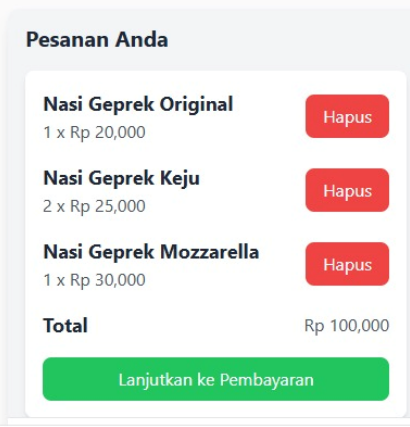 Pesanan Anda
Nasi Geprek Original
1 x Rp 20,000
Hapus
Nasi Geprek Keju
2 x Rp 25,000
Hapus
Nasi Geprek Mozzarella
1 x Rp 30,000
Hapus
Total Rp 100,000
Lanjutkan ke Pembayaran